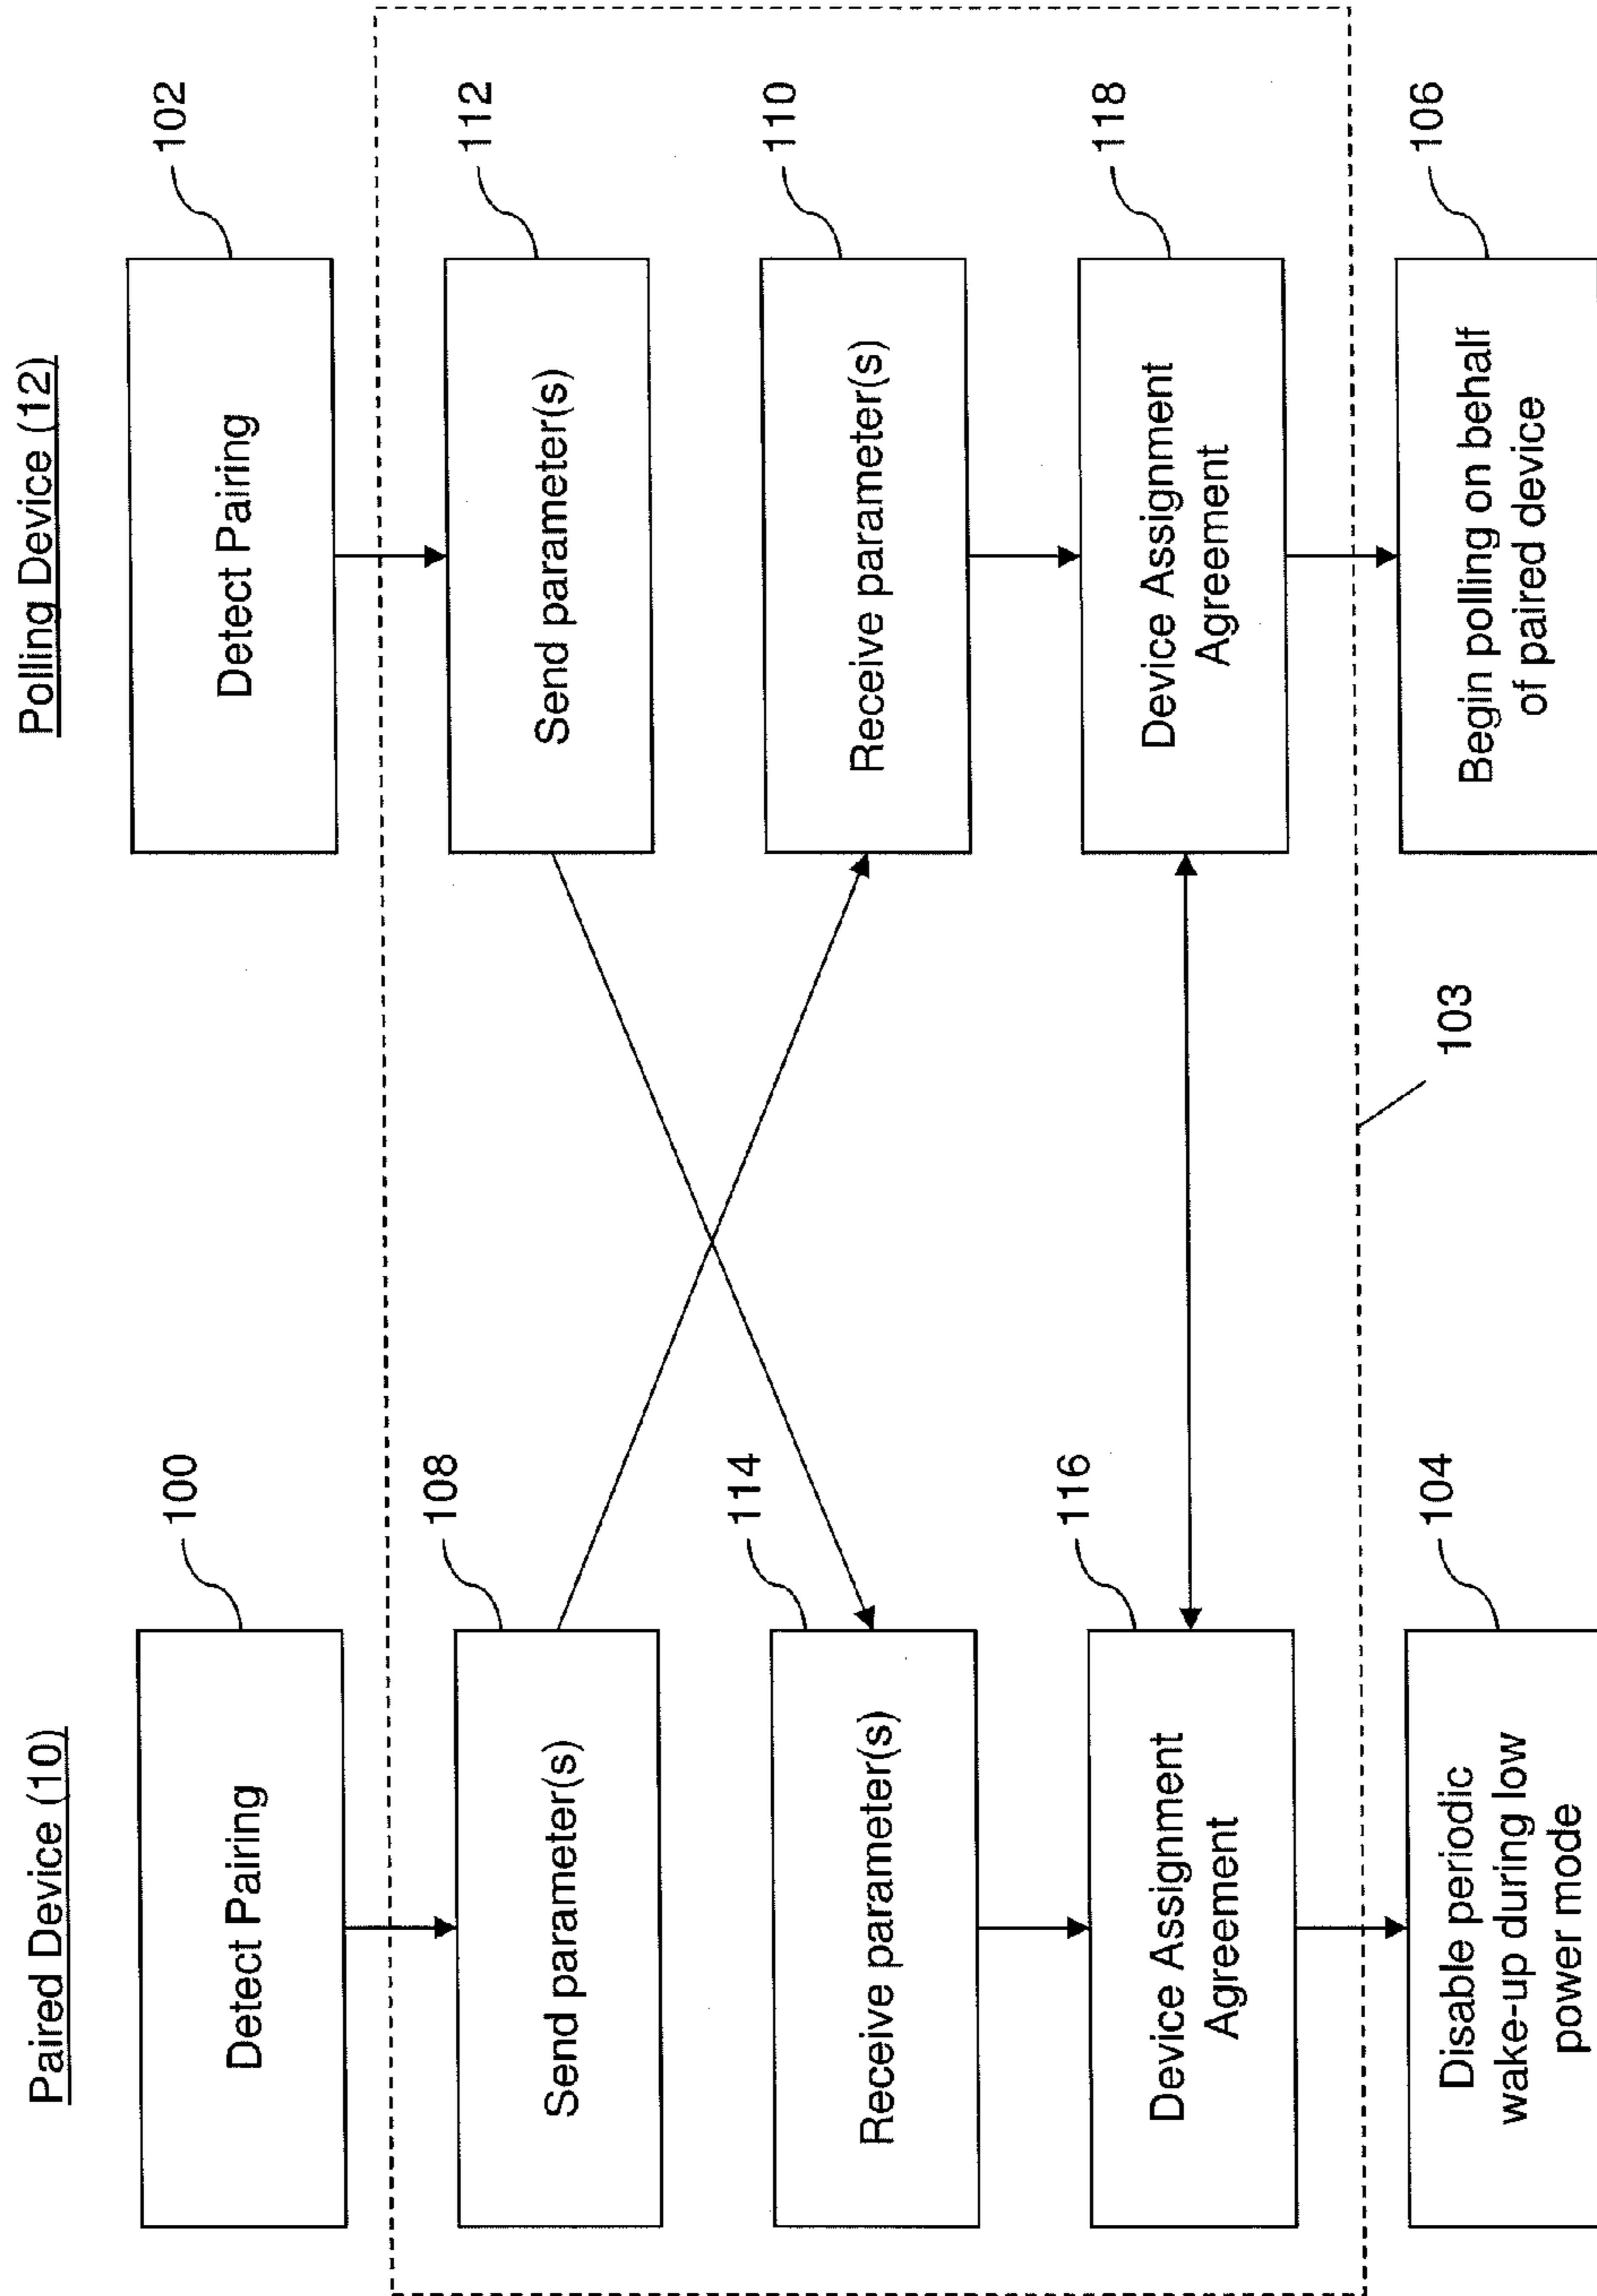 Paired Device (10)
Polling Device (12)
100
Detect Pairing
102
Detect Pairing
108
Send parameter(s)
112
Send parameter(s)
114
Receive parameter(s)
110
Receive parameter(s)
116
Device Assignment
Agreement
118
Device Assignment
Agreement
103
104
Disable periodic
wake-up during low
power mode
106
Begin polling on behalf
of paired device